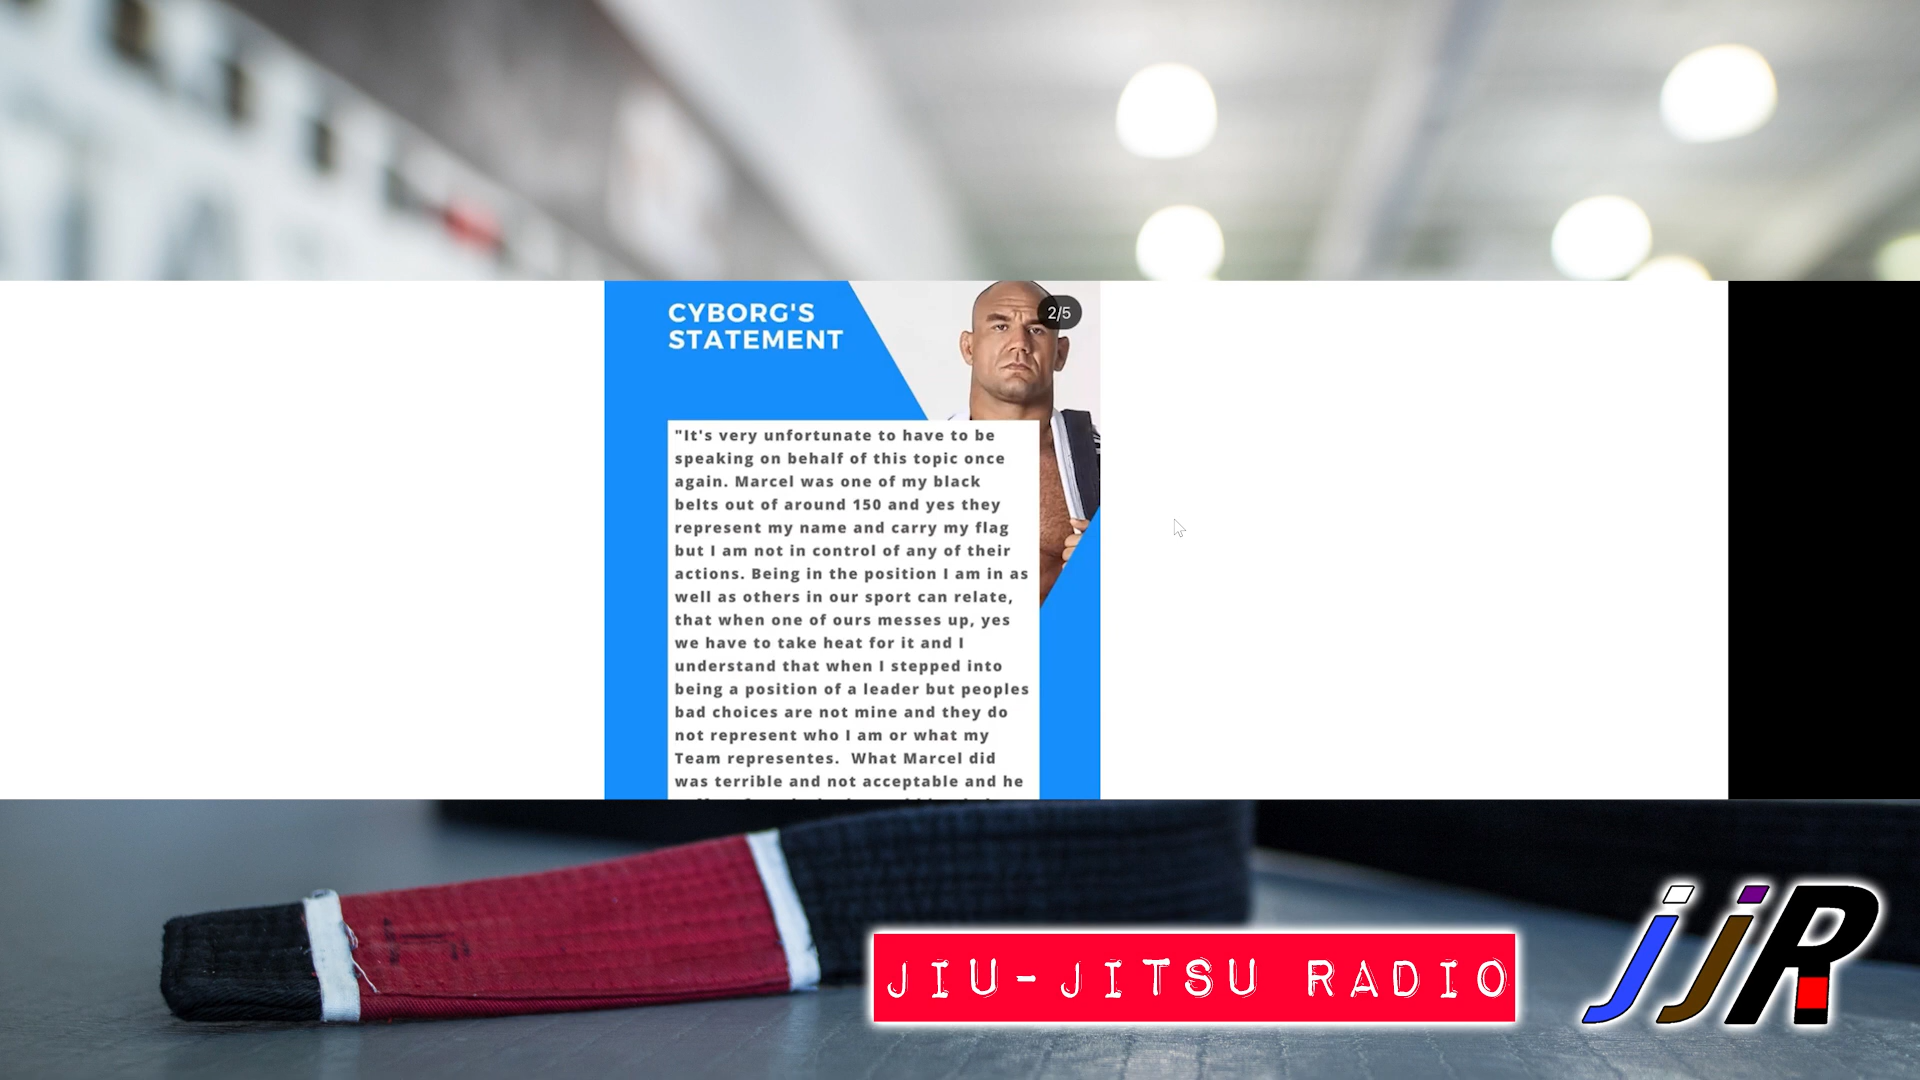 CYBORG'S
STATEMENT
2/5
"It's very unfortunate to have to be
speaking on behalf of this topic once
again. Marcel was one of my black
belts out of around 150 and yes they
represent my name and carry my flag
but I am not in control of any of their
actions. Being in the position I am in as
well as others in our sport can relate,
that when one of ours messes up, yes
we have to take heat for it and I
understand that when I stepped into
being a position of a leader but peoples
bad choices are not mine and they do
not represent who I am or what my
Team representes.  What Marcel did
was terrible and not acceptable and he
JIU-JITSU RADIO
jjR